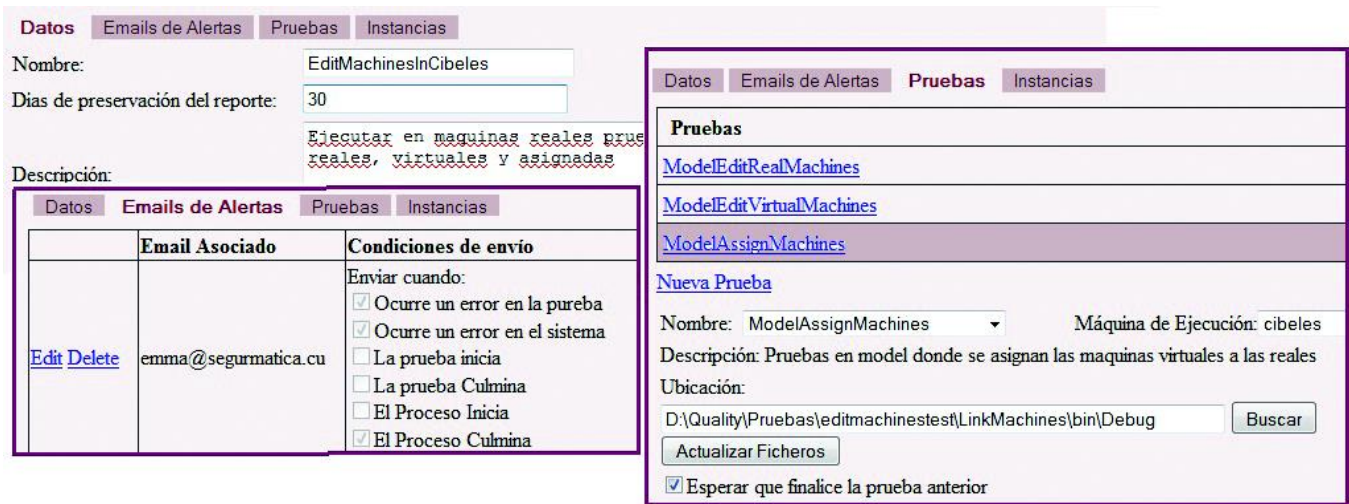 Datos Emails de Alertas Pruebas Instancias
Nombre: EditMachinesInCibeles
Dias de preservación del reporte: 30
Descripción:
Ejecutar en maquinas reales prue
reales, virtuales y asignadas
Datos Emails de Alertas Pruebas Instancias
Email Asociado Condiciones de envío
Edit Delete emma@segurmatica.cu
Enviar cuando:
Ocurre un error en la pureba
Ocurre un error en el sistema
La prueba inicia
La prueba Culmina
El Proceso Inicia
El Proceso Culmina
Datos Emails de Alertas Pruebas Instancias
Pruebas
ModelEditRealMachines
ModelEditVirtualMachines
ModelAssignMachines
Nueva Prueba
Nombre: ModelAssignMachines Máquina de Ejecución: cibeles
Descripción: Pruebas en model donde se asignan las maquinas virtuales a las reales
Ubicación:
D:\Quality\Pruebas\editmachinestest\LinkMachines\bin\Debug Buscar
Actualizar Ficheros
Esperar que finalice la prueba anterior